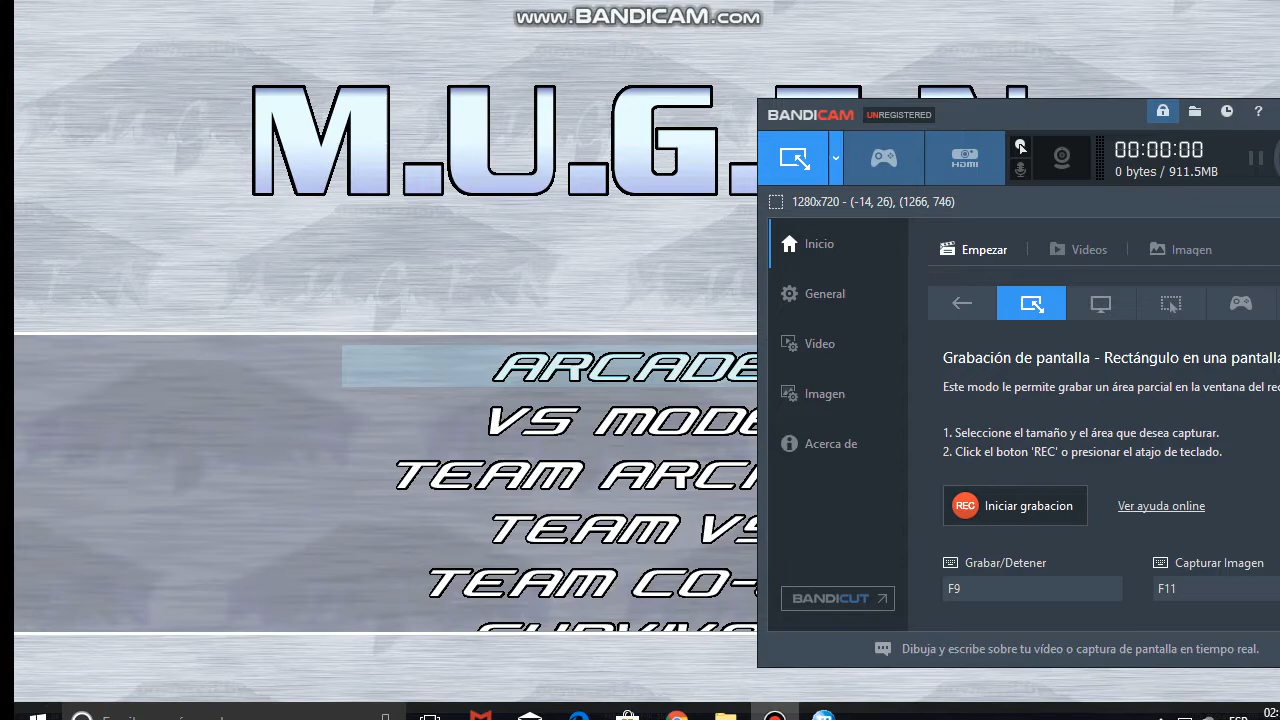 www.BANDICAM.com
M.U.G.
BANDICAM UNREGISTERED
HDMI
00:00:00
0 bytes / 911.5MB
1280x720 - (-14, 26), (1266, 746)
Inicio
General
Video
Imagen
Acerca de
BANDICUT
Empezar
Videos
Imagen
Grabación de pantalla - Rectángulo en una pantalla
Este modo le permite grabar un área parcial en la ventana del rec
1. Seleccione el tamaño y el área que desea capturar.
2. Click el boton 'REC' o presionar el atajo de teclado.
REC Iniciar grabacion
Ver ayuda online
Grabar/Detener
F9
Capturar Imagen
F11
Dibuja y escribe sobre tu vídeo o captura de pantalla en tiempo real.
ARCADE
VS MODE
TEAM ARCA
TEAM VS
TEAM CO-
SURVIVA
02: